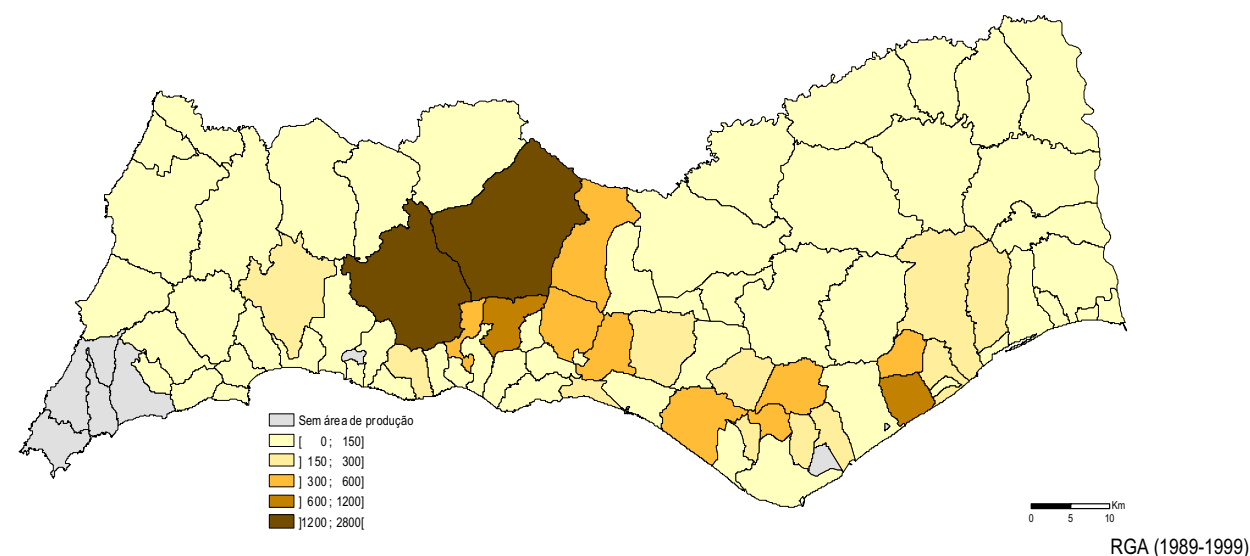 Sem área de produção
[ 0 ; 150]
] 150 ; 300]
] 300 ; 600]
] 600 ; 1200]
]1200 ; 2800[
Km
0 5 10
RGA (1989-1999)